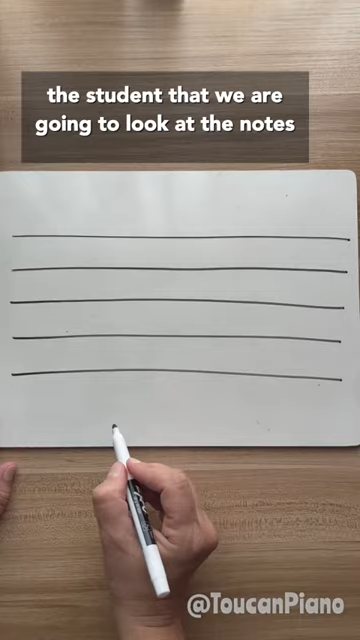 the student that we are
going to look at the notes
@ToucanPiano